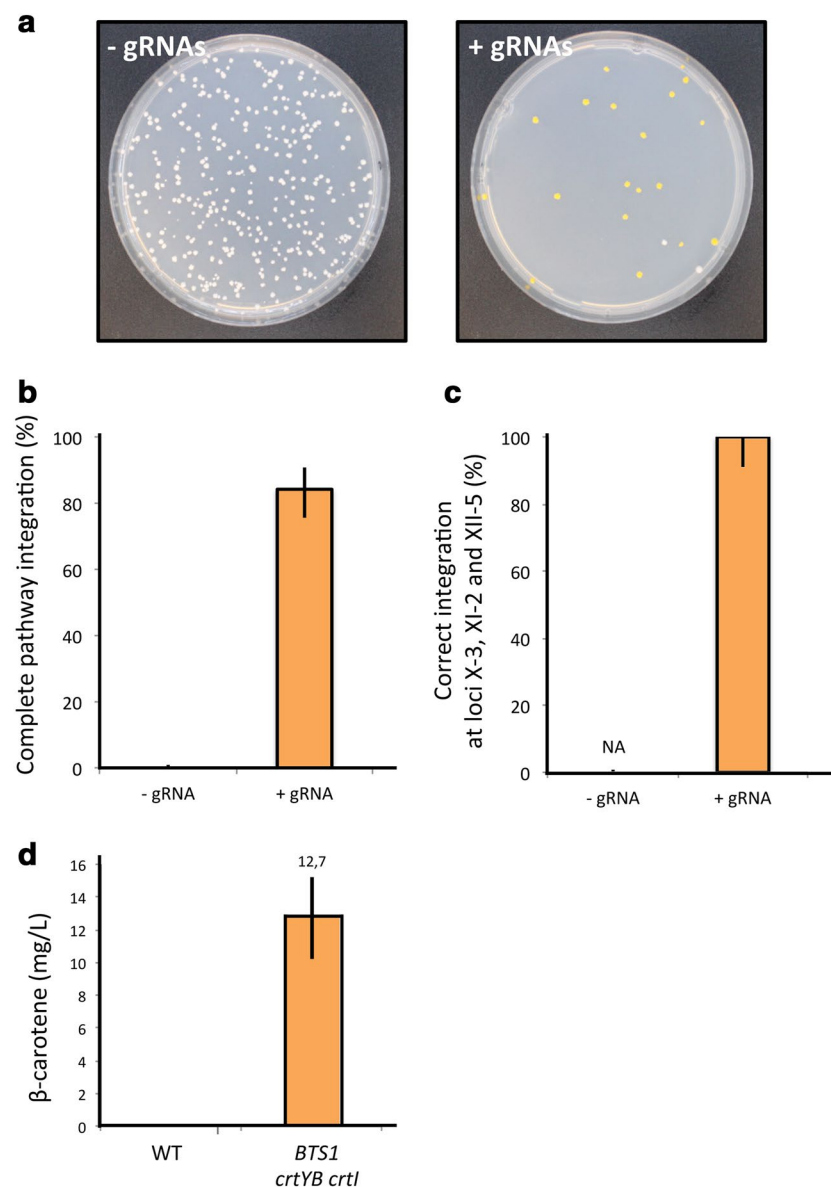 a
- gRNAs
+ gRNAs
b
Complete pathway integration (%)
100
80
60
40
20
0
- gRNA
+ gRNA
c
Correct integration
at loci X-3, XI-2 and XII-5 (%)
100
80
60
40
20
0
NA
- gRNA
+ gRNA
d
β-carotene (mg/L)
16
14
12
10
8
6
4
2
0
12,7
WT
BTS1
crtYB crtI